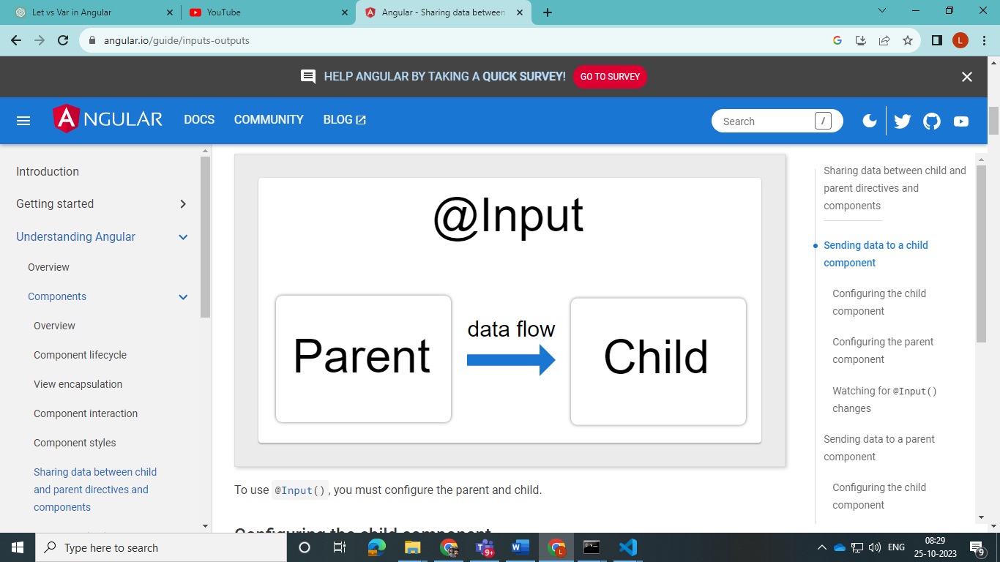 Let vs Var in Angular
YouTube
Angular - Sharing data between
angular.io/guide/inputs-outputs
L
HELP ANGULAR BY TAKING A QUICK SURVEY!
GO TO SURVEY
ANGULAR
DOCS
COMMUNITY
BLOG
Search
/
Introduction
Getting started
Understanding Angular
Overview
Components
Overview
Component lifecycle
View encapsulation
Component interaction
Component styles
Sharing data between child
and parent directives and
components
@Input
Parent
data flow
Child
To use @Input(), you must configure the parent and child.
Configuring the child component
Sharing data between child and
parent directives and
components
Sending data to a child
component
Configuring the child
component
Configuring the parent
component
Watching for @Input()
changes
Sending data to a parent
component
Configuring the child
component
Type here to search
9+
L
ENG
08:29
25-10-2023
9